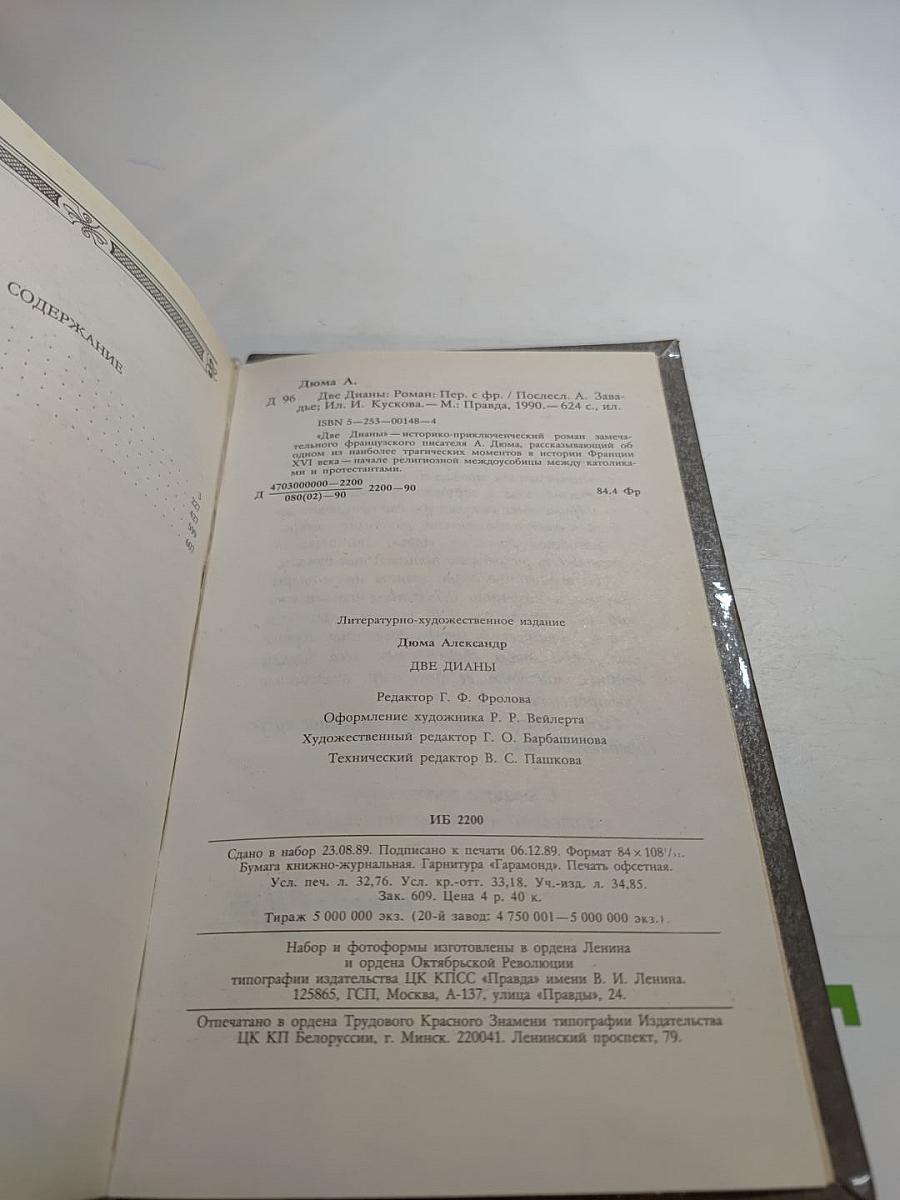 СОДЕРЖАНИЕ
3
227
427
599
607
Дюма А.
Д 96 Две Дианы: Роман: Пер. с фр. / Послесл. А. Зава-
дье; Ил. И. Кускова.— М.: Правда, 1990.— 624 с., ил.
ISBN 5—253—00148—4
«Две Дианы» — историко-приключенческий роман замеча-
тельного французского писателя А. Дюма, рассказывающий об
одном из наиболее трагических моментов в истории Франции
XVI века — начале религиозной междоусобицы между католика-
ми и протестантами.
Д 4703000000—2200
080(02)—90 2200—90 84.4 Фр
Литературно-художественное издание
Дюма Александр
ДВЕ ДИАНЫ
Редактор Г. Ф. Фролова
Оформление художника Р. Р. Вейлерта
Художественный редактор Г. О. Барбашинова
Технический редактор В. С. Пашкова
ИБ 2200
Сдано в набор 23.08.89. Подписано к печати 06.12.89. Формат 84×108¹/₃₂.
Бумага книжно-журнальная. Гарнитура «Гарамонд». Печать офсетная.
Усл. печ. л. 32,76. Усл. кр.-отт. 33,18. Уч.-изд. л. 34,85.
Зак. 609. Цена 4 р. 40 к.
Тираж 5 000 000 экз. (20-й завод: 4 750 001—5 000 000 экз.).
Набор и фотоформы изготовлены в ордена Ленина
и ордена Октябрьской Революции
типографии издательства ЦК КПСС «Правда» имени В. И. Ленина.
125865, ГСП, Москва, А-137, улица «Правды», 24.
Отпечатано в ордена Трудового Красного Знамени типографии Издательства
ЦК КП Белоруссии, г. Минск. 220041. Ленинский проспект, 79.